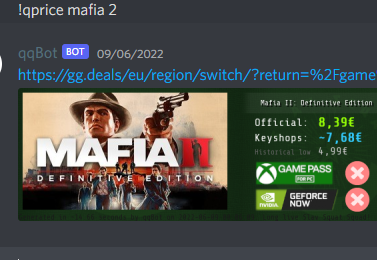 !qprice mafia 2
qqBot BOT 09/06/2022
https://gg.deals/eu/region/switch/?return=%2Fgame
Mafia II: Definitive Edition
Official: 8,39€
Keyshops: ~7,68€
Historical low: 4,99€
MAFIA II
DEFINITIVE EDITION
GAME PASS
FOR PC
NVIDIA
GEFORCE
NOW